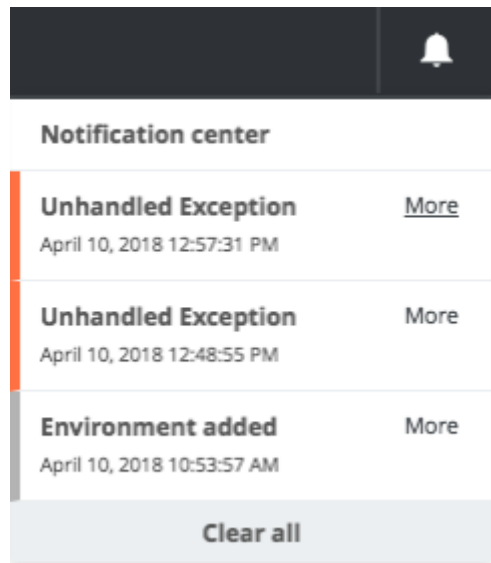 Notification center
Unhandled Exception More
April 10, 2018 12:57:31 PM
Unhandled Exception More
April 10, 2018 12:48:55 PM
Environment added More
April 10, 2018 10:53:57 AM
Clear all